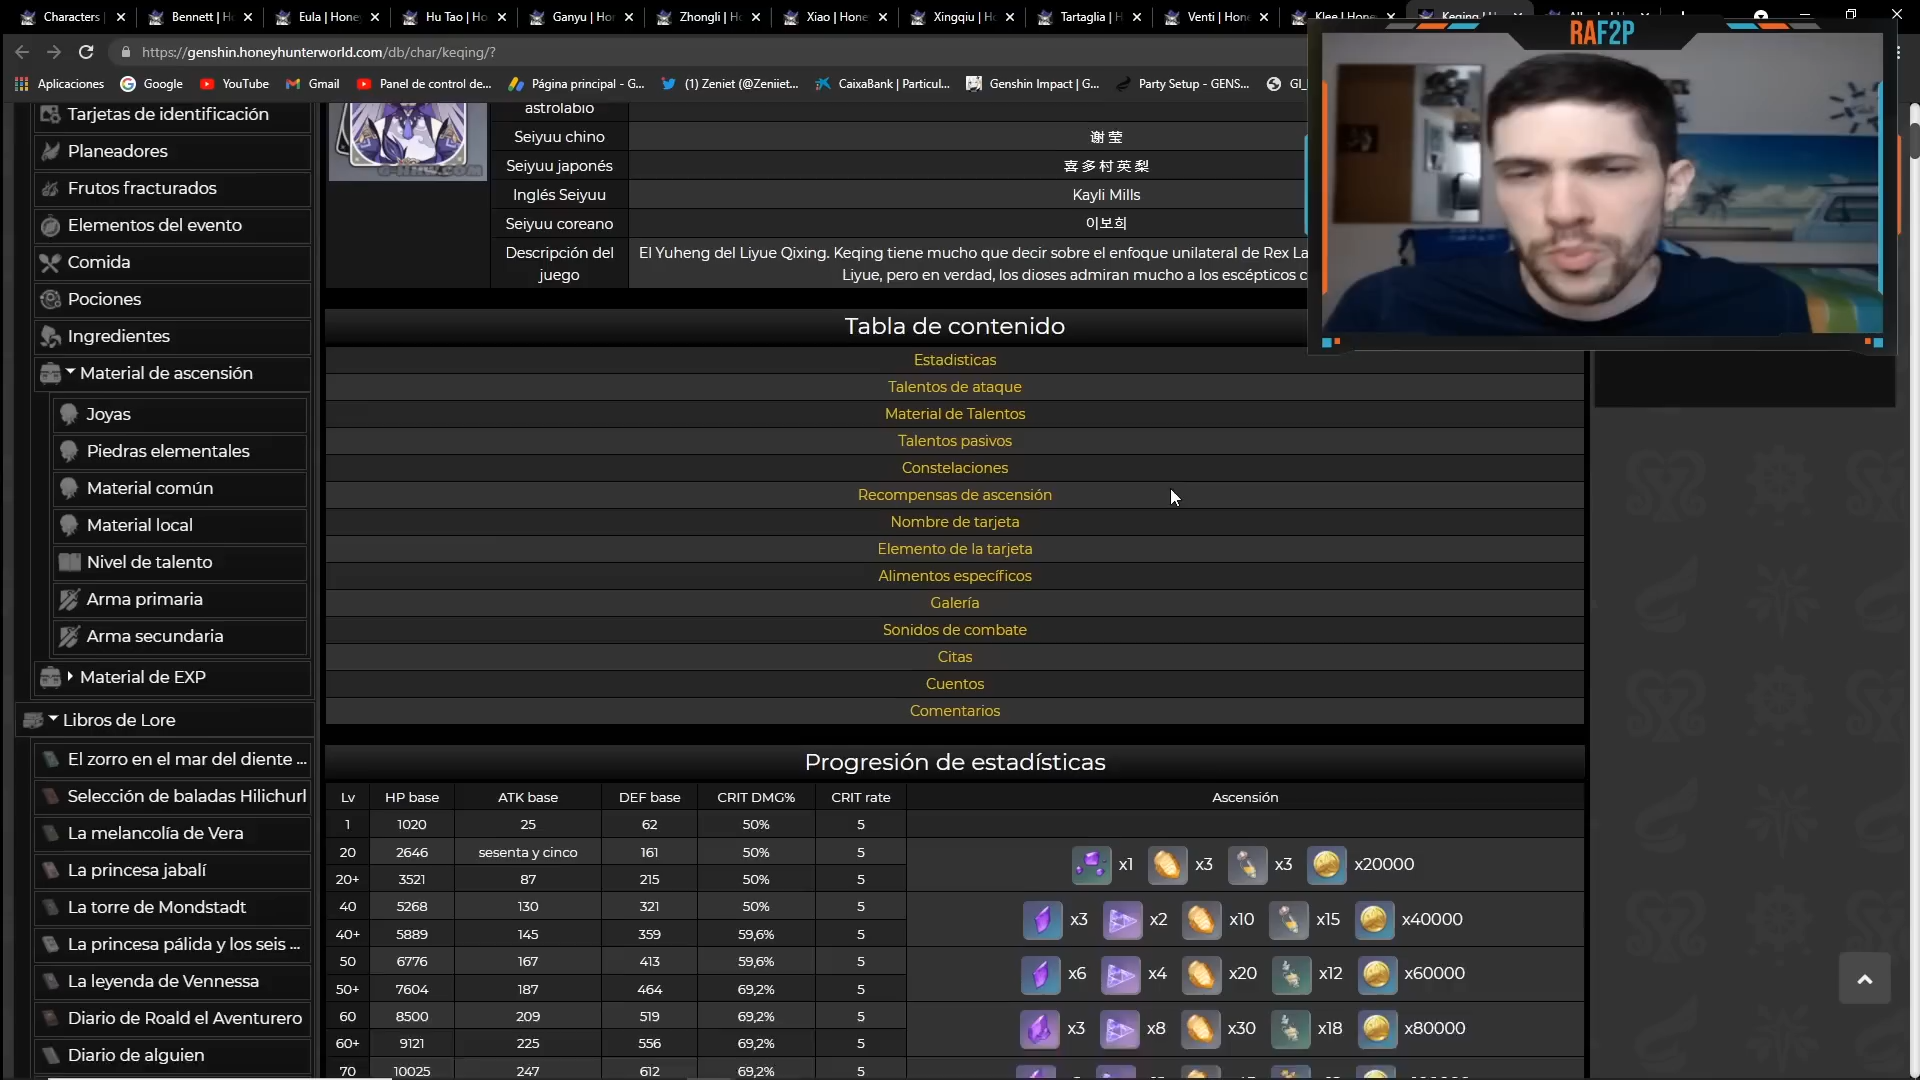 Characters
Bennett | H
Eula | Hone
Hu Tao | Ho
Ganyu | Ho
Zhongli | H
Xiao | Hone
Xingqiu | H
Tartaglia | H
Venti | Hone
Klee | Hone
Keqing | H
https://genshin.honeyhunterworld.com/db/char/keqing/?
Aplicaciones
Google
YouTube
Gmail
Panel de control de...
Página principal - G...
(1) Zeniet (@Zeniiet...
CaixaBank | Particul...
Genshin Impact | G...
Party Setup - GENS...
GI_
RAF2P
Tarjetas de identificación
Planeadores
Frutos fracturados
Elementos del evento
Comida
Pociones
Ingredientes
Material de ascensión
Joyas
Piedras elementales
Material común
Material local
Nivel de talento
Arma primaria
Arma secundaria
Material de EXP
Libros de Lore
El zorro en el mar del diente ...
Selección de baladas Hilichurl
La melancolía de Vera
La princesa jabalí
La torre de Mondstadt
La princesa pálida y los seis ...
La leyenda de Vennessa
Diario de Roald el Aventurero
Diario de alguien
astrolabio
Seiyuu chino 谢莹
Seiyuu japonés 喜多村英梨
Inglés Seiyuu Kayli Mills
Seiyuu coreano 이보희
Descripción del juego
El Yuheng del Liyue Qixing. Keqing tiene mucho que decir sobre el enfoque unilateral de Rex La
Liyue, pero en verdad, los dioses admiran mucho a los escépticos c
Tabla de contenido
Estadisticas
Talentos de ataque
Material de Talentos
Talentos pasivos
Constelaciones
Recompensas de ascensión
Nombre de tarjeta
Elemento de la tarjeta
Alimentos específicos
Galería
Sonidos de combate
Citas
Cuentos
Comentarios
Progresión de estadísticas
Lv HP base ATK base DEF base CRIT DMG% CRIT rate Ascensión
1 1020 25 62 50% 5
20 2646 sesenta y cinco 161 50% 5 x1 x3 x3 x20000
20+ 3521 87 215 50% 5
40 5268 130 321 50% 5 x3 x2 x10 x15 x40000
40+ 5889 145 359 59,6% 5
50 6776 167 413 59,6% 5 x6 x4 x20 x12 x60000
50+ 7604 187 464 69,2% 5
60 8500 209 519 69,2% 5 x3 x8 x30 x18 x80000
60+ 9121 225 556 69,2% 5
70 10025 247 612 69,2% 5